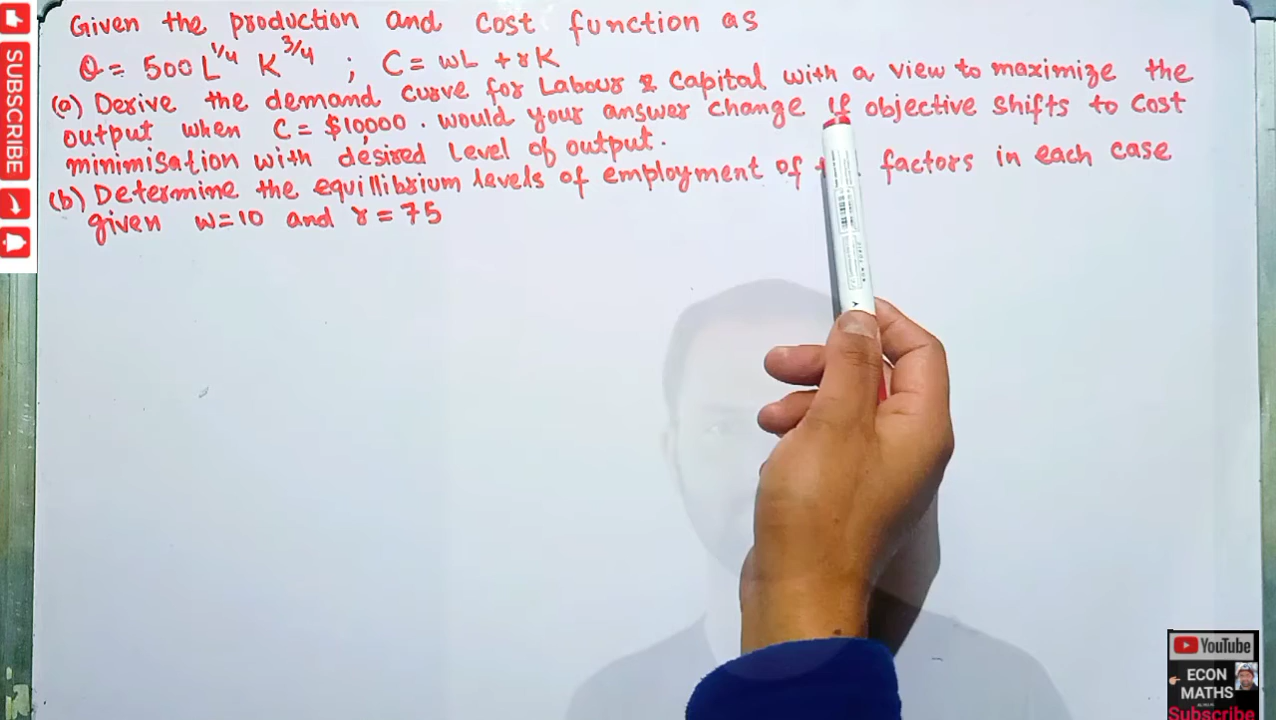 Given the production and cost function as
Q = 500 L^1/4 K^3/4 ; C = wL + rK
(a) Derive the demand curve for Labour & Capital with a view to maximize the
output when C = $10,000. would your answer change if objective shifts to cost
minimisation with desired level of output.
(b) Determine the equillibrium levels of employment of factors in each case
given w=10 and r=75
SUBSCRIBE
YouTube
ECON
MATHS
Subscribe